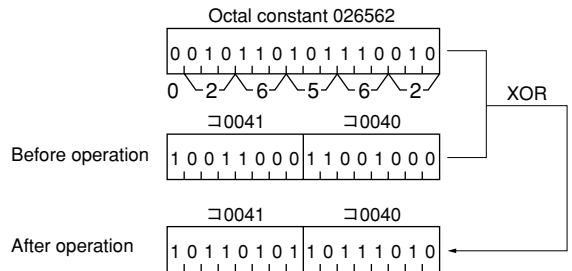 Octal constant 026562
0 0 1 0 1 1 0 1 0 1 1 1 0 0 1 0
0 2 6 5 6 2
XOR
コ0041 コ0040
Before operation 1 0 0 1 1 0 0 0 1 1 0 0 1 0 0 0
コ0041 コ0040
After operation 1 0 1 1 0 1 0 1 1 0 1 1 1 0 1 0